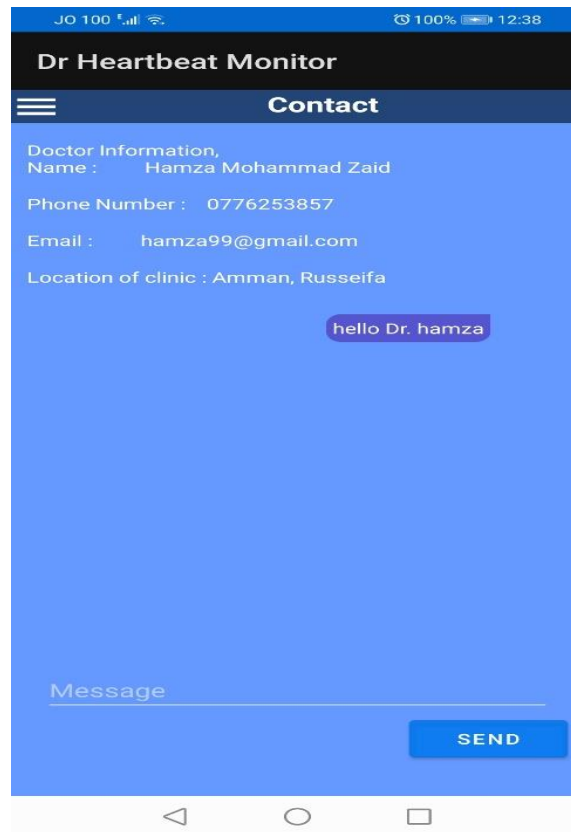 JO 100 E 100% 12:38
Dr Heartbeat Monitor
Contact
Doctor Information,
Name : Hamza Mohammad Zaid
Phone Number : 0776253857
Email : hamza99@gmail.com
Location of clinic : Amman, Russeifa
hello Dr. hamza
Message
SEND